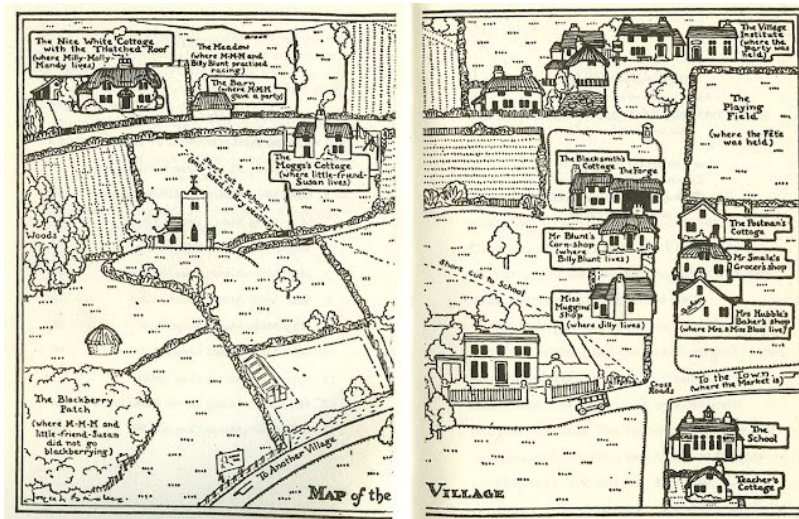 The Nice White Cottage
with the "Thatched" Roof
(where Milly-Molly-
Mandy lives)
The Meadow
(where M-M-M and
Billy Blunt practised
racing)
The Barn
(where M-M-M
gave a party)
Short cut to School
(only used in dry weather)
The
Moggs's Cottage
(where little-friend-
Susan lives)
Woods
The Blackberry
Patch
(where M-M-M and
little-friend-Susan
did not go
blackberrying)
To Another Village
MAP of the
The Village
Institute
(where the
Party was
held)
The
Playing
Field
(where the Fête
was held)
The Blacksmith's
Cottage
The Forge
Mr Blunt's
Corn-shop
(where
Billy Blunt lives)
Short cut to School
Miss
Muggins'
Shop
(where Jilly lives)
The Postman's
Cottage
Mr Smale's
Grocer's shop
Bakery
Mrs Hubble's
Baker's shop
(where Mrs. & Miss Bloss live)
Cross
Roads
To the Town
(where the Market is)
The
School
Teacher's
Cottage
VILLAGE